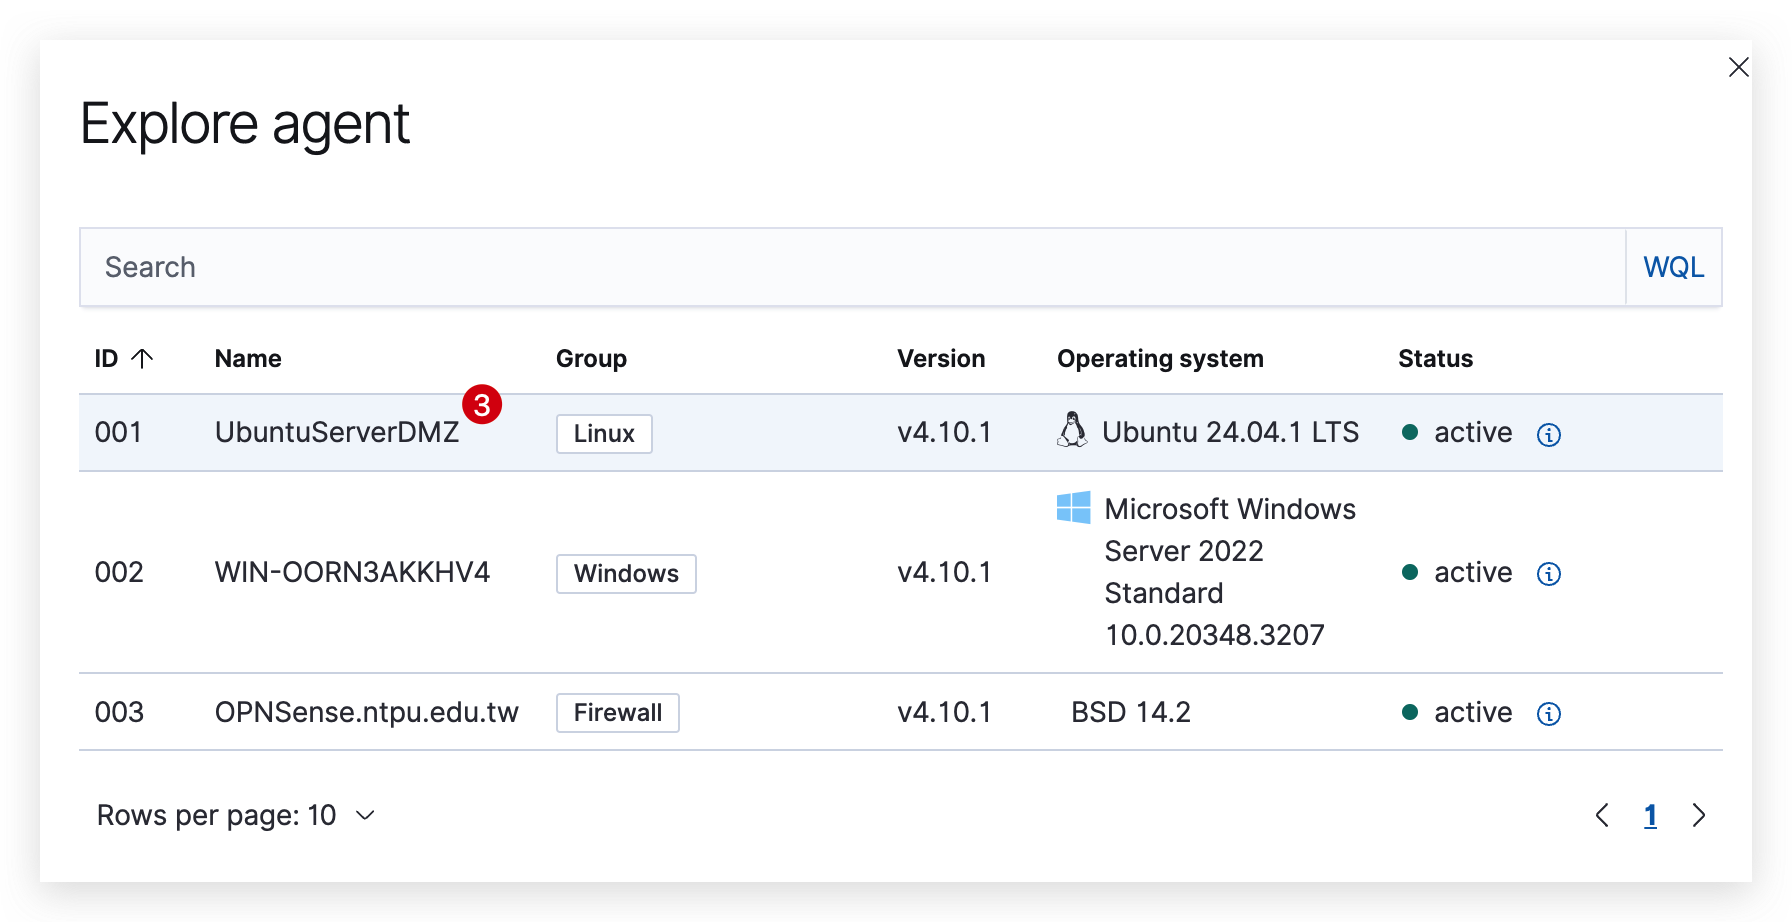 Explore agent
Search
WQL
ID Name Group Version Operating system Status
3
001 UbuntuServerDMZ Linux v4.10.1 Ubuntu 24.04.1 LTS active
002 WIN-OORN3AKKHV4 Windows v4.10.1 Microsoft Windows
Server 2022
Standard
10.0.20348.3207 active
003 OPNSense.ntpu.edu.tw Firewall v4.10.1 BSD 14.2 active
Rows per page: 10
1